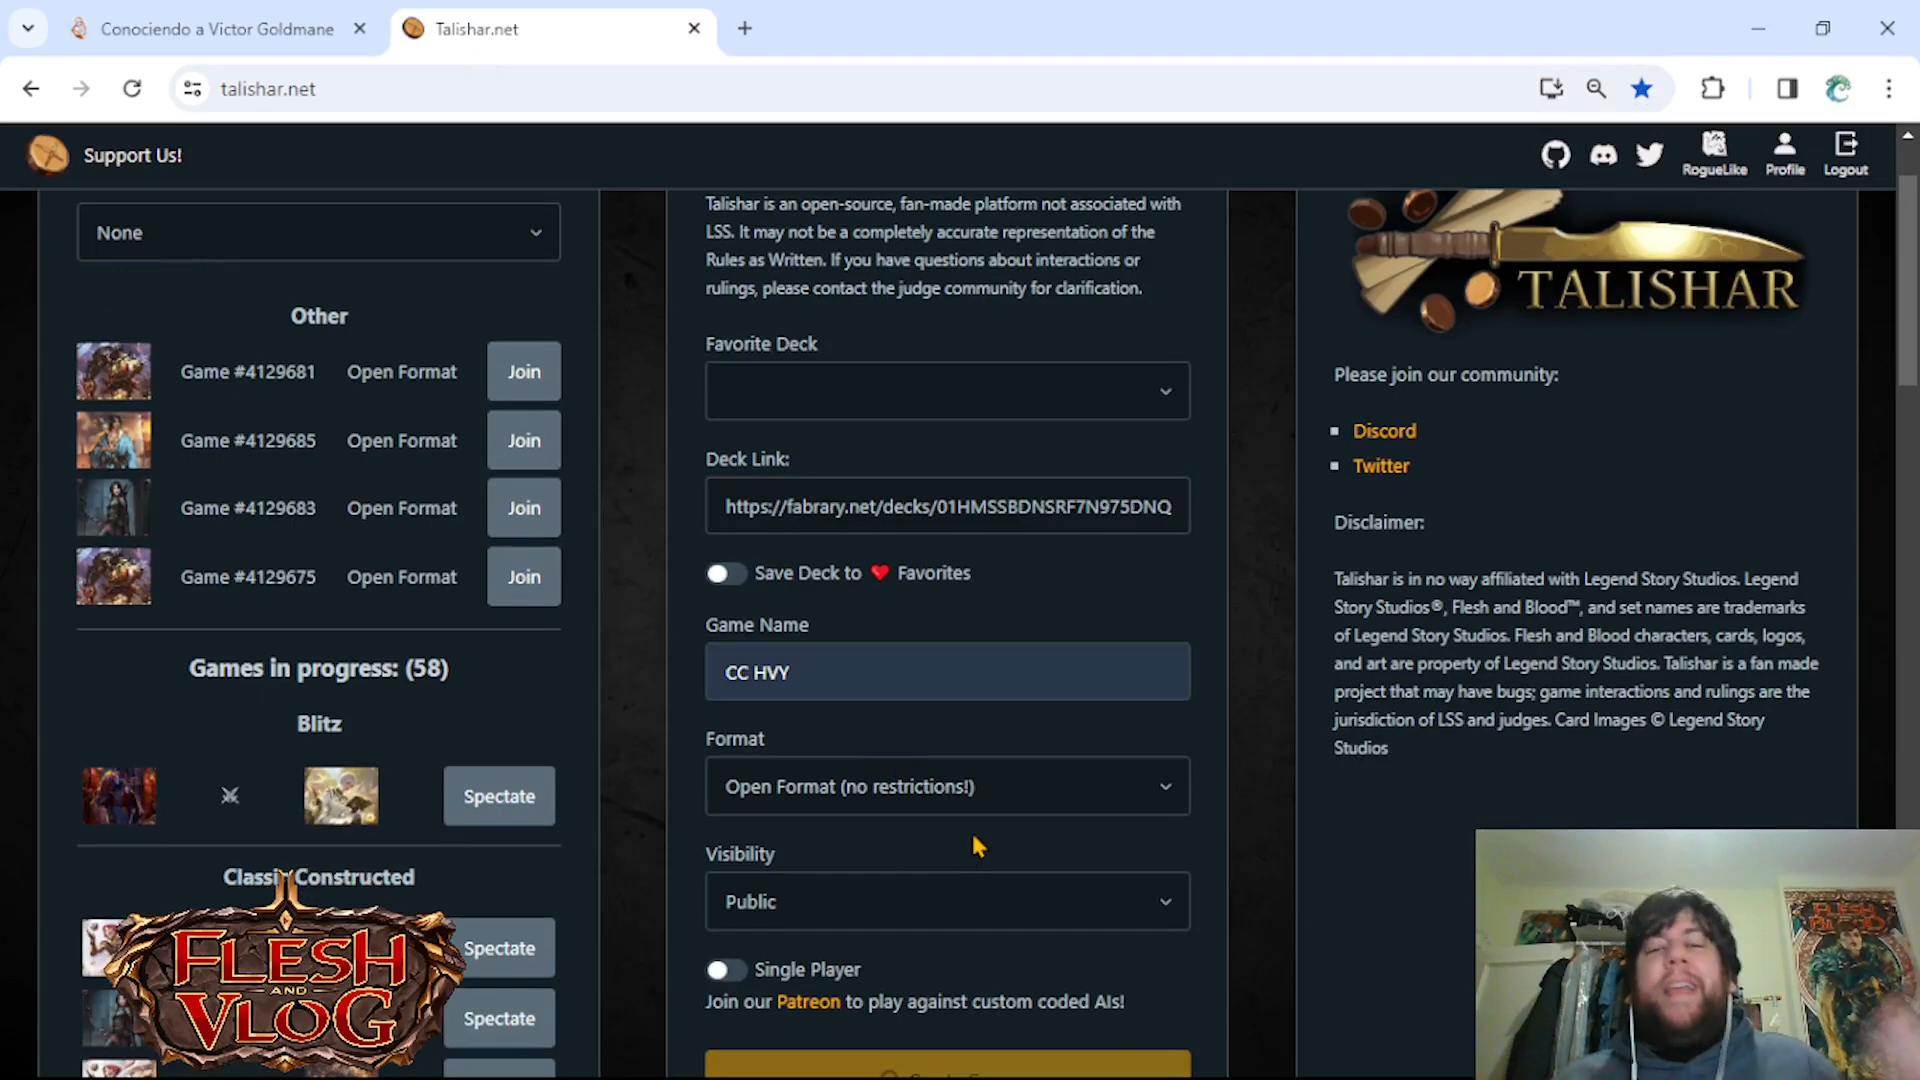 Conociendo a Victor Goldmane
Talishar.net
talishar.net
Support Us!
RogueLike
Profile
Logout
None
Other
Game #4129681 Open Format Join
Game #4129685 Open Format Join
Game #4129683 Open Format Join
Game #4129675 Open Format Join
Games in progress: (58)
Blitz
Spectate
Classic Constructed
Spectate
Spectate
FLESH
AND
VLOG
Talishar is an open-source, fan-made platform not associated with
LSS. It may not be a completely accurate representation of the
Rules as Written. If you have questions about interactions or
rulings, please contact the judge community for clarification.
Favorite Deck
Deck Link:
https://fabrary.net/decks/01HMSSBDNSRF7N975DNQ
Save Deck to ❤ Favorites
Game Name
CC HVY
Format
Open Format (no restrictions!)
Visibility
Public
Single Player
Join our Patreon to play against custom coded AIs!
TALISHAR
Please join our community:
Discord
Twitter
Disclaimer:
Talishar is in no way affiliated with Legend Story Studios. Legend
Story Studios®, Flesh and Blood™, and set names are trademarks
of Legend Story Studios. Flesh and Blood characters, cards, logos,
and art are property of Legend Story Studios. Talishar is a fan made
project that may have bugs; game interactions and rulings are the
jurisdiction of LSS and judges. Card Images © Legend Story
Studios